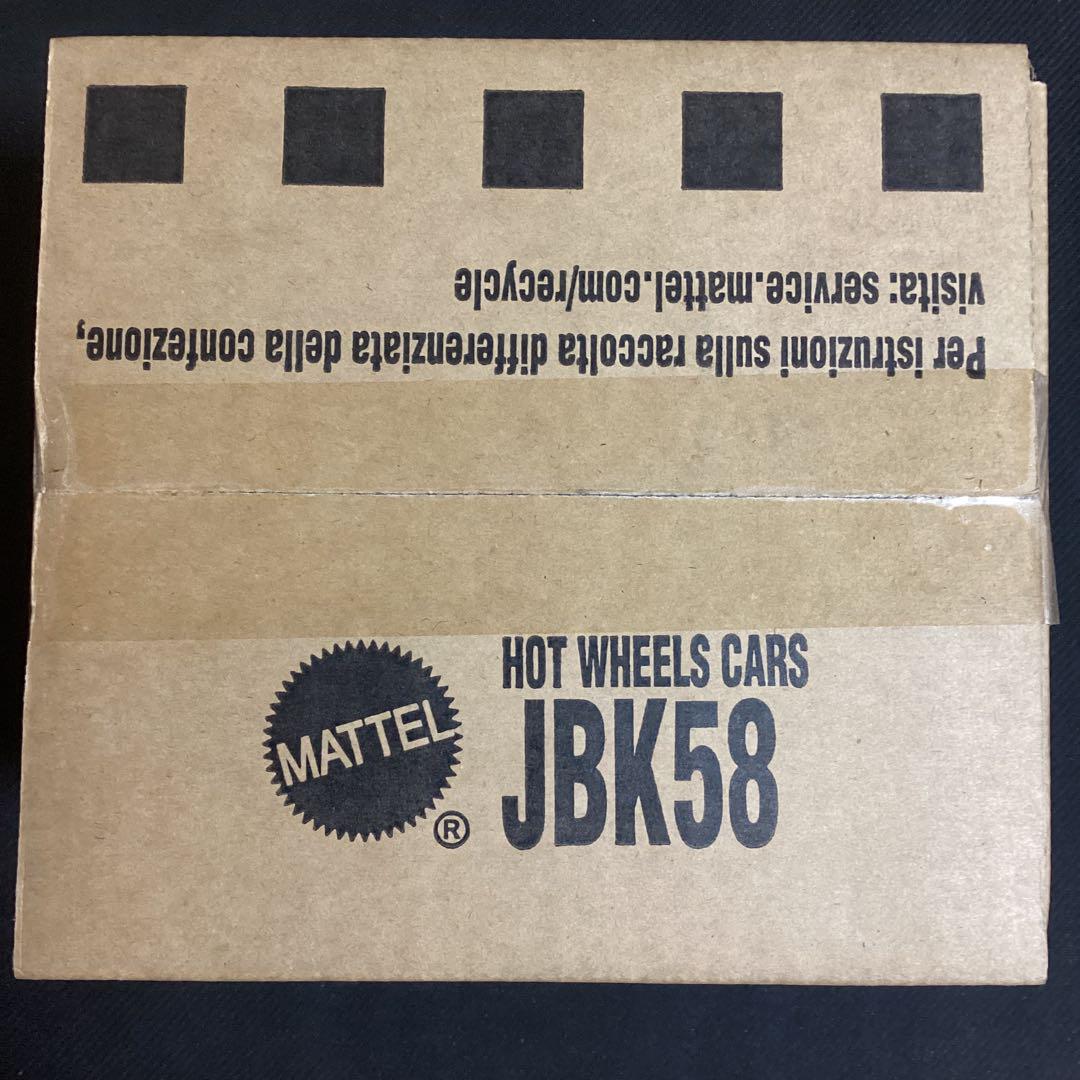 Per istruzioni sulla raccolta differenziata della confezione,
visita: service.mattel.com/recycle
MATTEL
®
HOT WHEELS CARS
JBK58